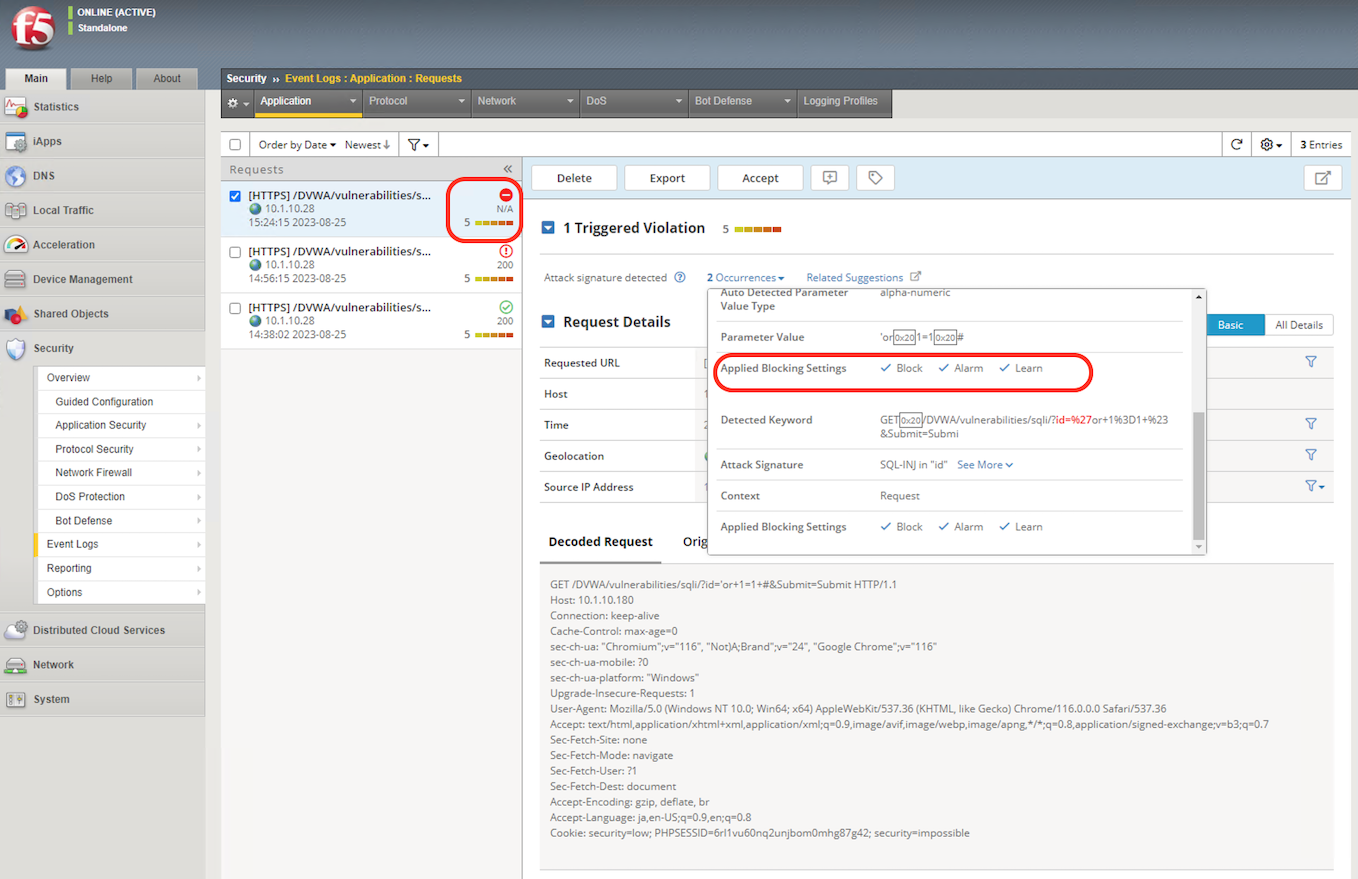 f5
ONLINE (ACTIVE)
Standalone
Main Help About
Statistics
iApps
DNS
Local Traffic
Acceleration
Device Management
Shared Objects
Security
Overview
Guided Configuration
Application Security
Protocol Security
Network Firewall
DoS Protection
Bot Defense
Event Logs
Reporting
Options
Distributed Cloud Services
Network
System
Security ›› Event Logs : Application : Requests
Application Protocol Network DoS Bot Defense Logging Profiles
Order by Date Newest↓ 3 Entries
Requests «
[HTTPS] /DVWA/vulnerabilities/s...
10.1.10.28 N/A
15:24:15 2023-08-25 5
[HTTPS] /DVWA/vulnerabilities/s...
10.1.10.28 200
14:56:15 2023-08-25 5
[HTTPS] /DVWA/vulnerabilities/s...
10.1.10.28 200
14:38:02 2023-08-25 5
Delete Export Accept
1 Triggered Violation 5
Attack signature detected 2 Occurrences Related Suggestions
Auto Detected Parameter alpha-numeric
Value Type
Parameter Value 'or0x201=10x20#
Applied Blocking Settings Block Alarm Learn
Detected Keyword GET0x20/DVWA/vulnerabilities/sqli/?id=%27or+1%3D1+%23
&Submit=Submi
Attack Signature SQL-INJ in "id" See More
Context Request
Applied Blocking Settings Block Alarm Learn
Request Details Basic All Details
Requested URL
Host
Time
Geolocation
Source IP Address
Decoded Request Orig
GET /DVWA/vulnerabilities/sqli/?id='or+1=1+#&Submit=Submit HTTP/1.1
Host: 10.1.10.180
Connection: keep-alive
Cache-Control: max-age=0
sec-ch-ua: "Chromium";v="116", "Not)A;Brand";v="24", "Google Chrome";v="116"
sec-ch-ua-mobile: ?0
sec-ch-ua-platform: "Windows"
Upgrade-Insecure-Requests: 1
User-Agent: Mozilla/5.0 (Windows NT 10.0; Win64; x64) AppleWebKit/537.36 (KHTML, like Gecko) Chrome/116.0.0.0 Safari/537.36
Accept: text/html,application/xhtml+xml,application/xml;q=0.9,image/avif,image/webp,image/apng,*/*;q=0.8,application/signed-exchange;v=b3;q=0.7
Sec-Fetch-Site: none
Sec-Fetch-Mode: navigate
Sec-Fetch-User: ?1
Sec-Fetch-Dest: document
Accept-Encoding: gzip, deflate, br
Accept-Language: ja,en-US;q=0.9,en;q=0.8
Cookie: security=low; PHPSESSID=6rl1vu60nq2unjbom0mhg87g42; security=impossible